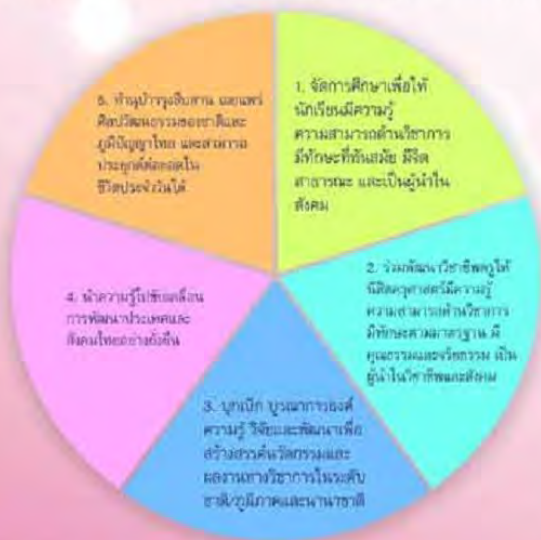 1. จัดการศึกษาเพื่อให้
นักเรียนมีความรู้
ความสามารถด้านวิชาการ
มีทักษะที่ทันสมัย มีจิต
สาธารณะ และเป็นผู้นำใน
สังคม
2. ร่วมพัฒนาวิชาชีพครูให้
นิสิตครุศาสตร์มีความรู้
ความสามารถด้านวิชาการ
มีทักษะตามมาตรฐาน มี
คุณธรรมและจริยธรรม เป็น
ผู้นำในวิชาชีพและสังคม
3. บุกเบิก บูรณาการองค์
ความรู้ วิจัยและพัฒนาเพื่อ
สร้างสรรค์นวัตกรรมและ
ผลงานทางวิชาการในระดับ
ชาติ/ภูมิภาคและนานาชาติ
4. นำความรู้ไปขับเคลื่อน
การพัฒนาประเทศและ
สังคมไทยอย่างยั่งยืน
5. ทำนุบำรุงสืบสาน เผยแพร่
ศิลปวัฒนธรรมของชาติและ
ภูมิปัญญาไทย และสามารถ
ประยุกต์ต่อยอดใน
ชีวิตประจำวันได้